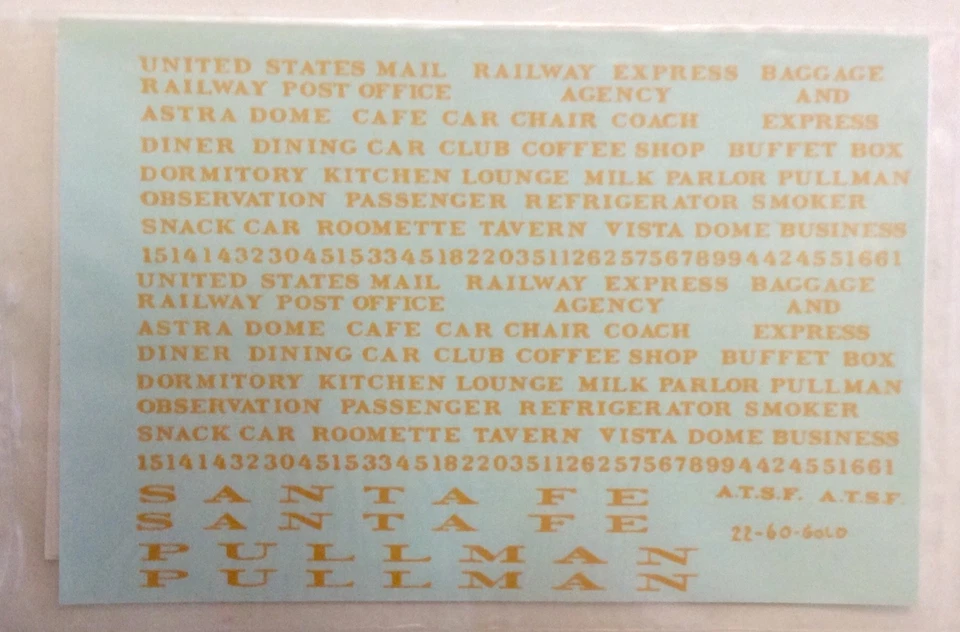 UNITED STATES MAIL RAILWAY EXPRESS BAGGAGE
RAILWAY POST OFFICE AGENCY AND
ASTRA DOME CAFE CAR CHAIR COACH EXPRESS
DINER DINING CAR CLUB COFFEE SHOP BUFFET BOX
DORMITORY KITCHEN LOUNGE MILK PARLOR PULLMAN
OBSERVATION PASSENGER REFRIGERATOR SMOKER
SNACK CAR ROOMETTE TAVERN VISTA DOME BUSINESS
151414323045153345182203511262575678994424551661
UNITED STATES MAIL RAILWAY EXPRESS BAGGAGE
RAILWAY POST OFFICE AGENCY AND
ASTRA DOME CAFE CAR CHAIR COACH EXPRESS
DINER DINING CAR CLUB COFFEE SHOP BUFFET BOX
DORMITORY KITCHEN LOUNGE MILK PARLOR PULLMAN
OBSERVATION PASSENGER REFRIGERATOR SMOKER
SNACK CAR ROOMETTE TAVERN VISTA DOME BUSINESS
151414323045153345182203511262575678994424551661
SANTA FE A.T.S.F. A.T.S.F.
SANTA FE 22-60-GOLD
PULLMAN
PULLMAN